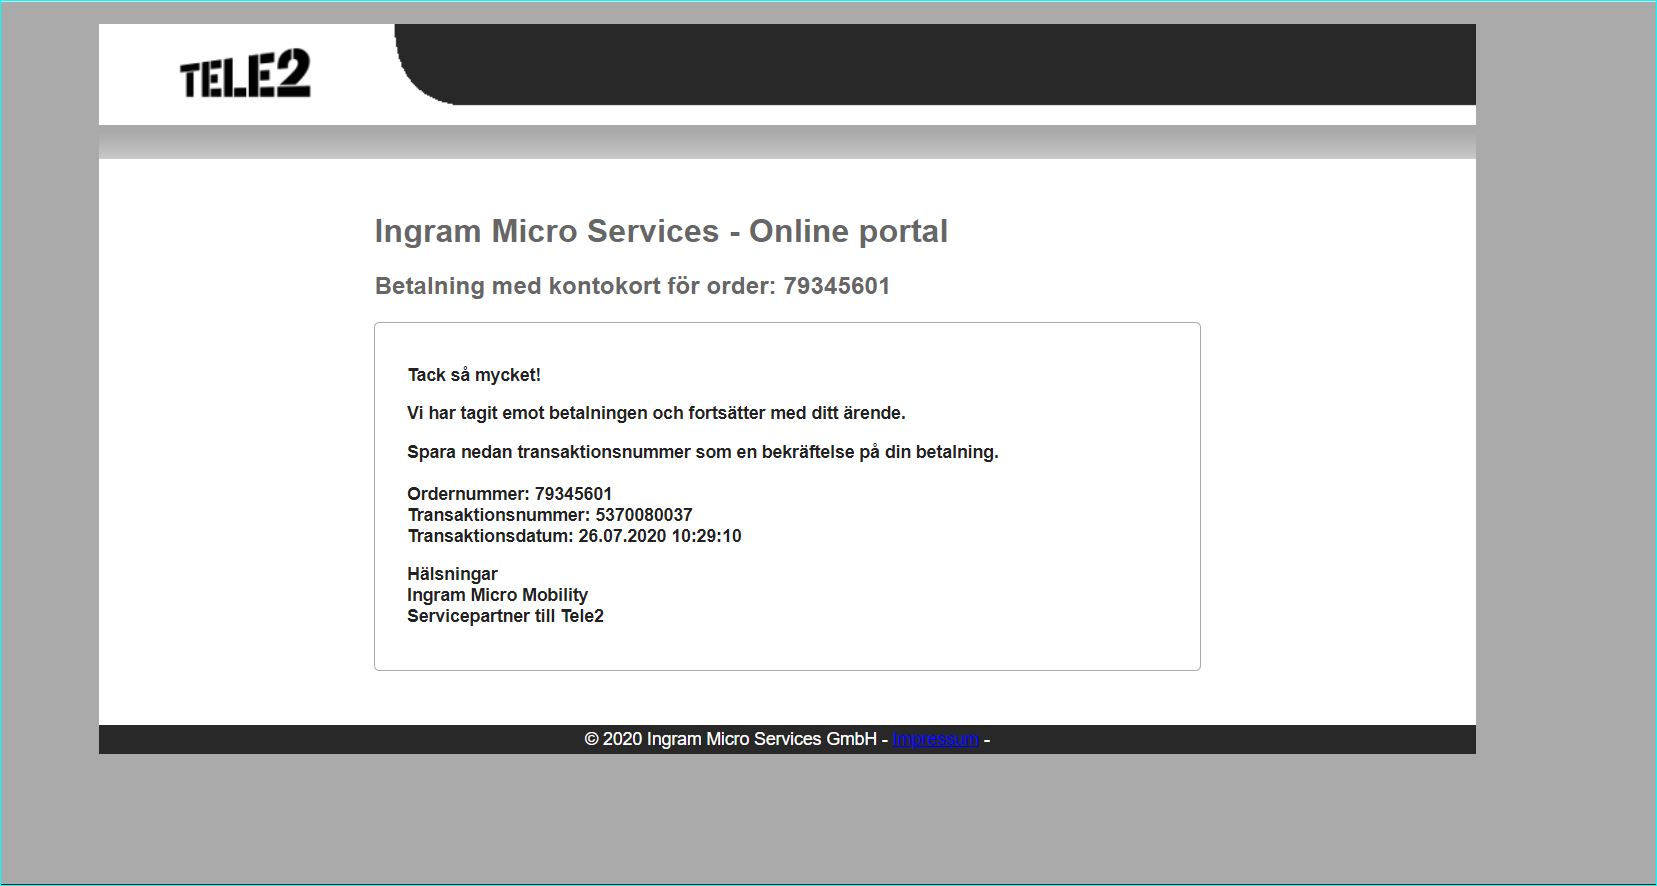 TELE2
Ingram Micro Services - Online portal
Betalning med kontokort för order: 79345601
Tack så mycket!
Vi har tagit emot betalningen och fortsätter med ditt ärende.
Spara nedan transaktionsnummer som en bekräftelse på din betalning.
Ordernummer: 79345601
Transaktionsnummer: 5370080037
Transaktionsdatum: 26.07.2020 10:29:10
Hälsningar
Ingram Micro Mobility
Servicepartner till Tele2
© 2020 Ingram Micro Services GmbH - Impressum -